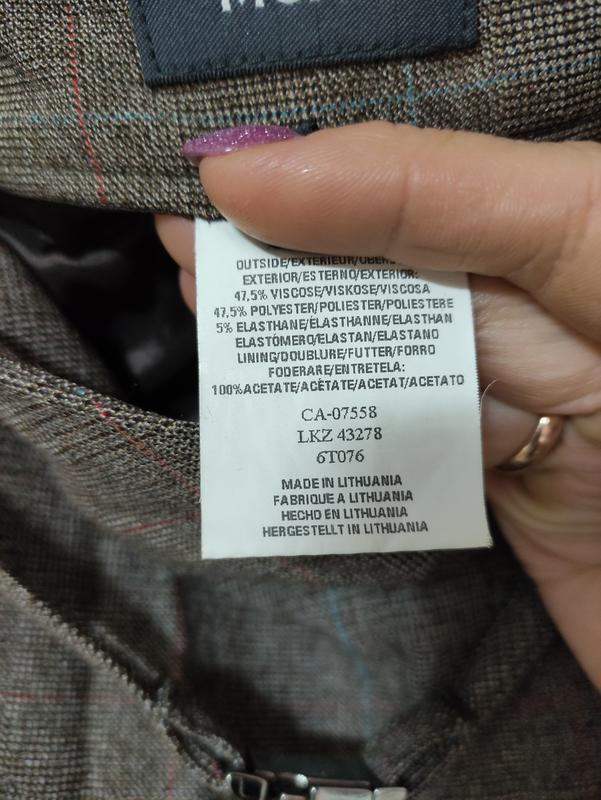 OUTSIDE/EXTERIEUR/
EXTERIOR/ESTERNO/EXTERIOR:
47,5% VISCOSE/VISKOSE/VISCOSA
47,5% POLYESTER/POLIESTER/POLIESTERE
5% ELASTHANE/ÉLASTHANNE/ELASTHAN
ELASTÓMERO/ELASTAN/ELASTANO
LINING/DOUBLURE/FUTTER/FORRO
FODERARE/ENTRETELA:
100%ACETATE/ACÉTATE/ACETAT/ACETATO
CA-07558
LKZ 43278
6T076
MADE IN LITHUANIA
FABRIQUE A LITHUANIA
HECHO EN LITHUANIA
HERGESTELLT IN LITHUANIA